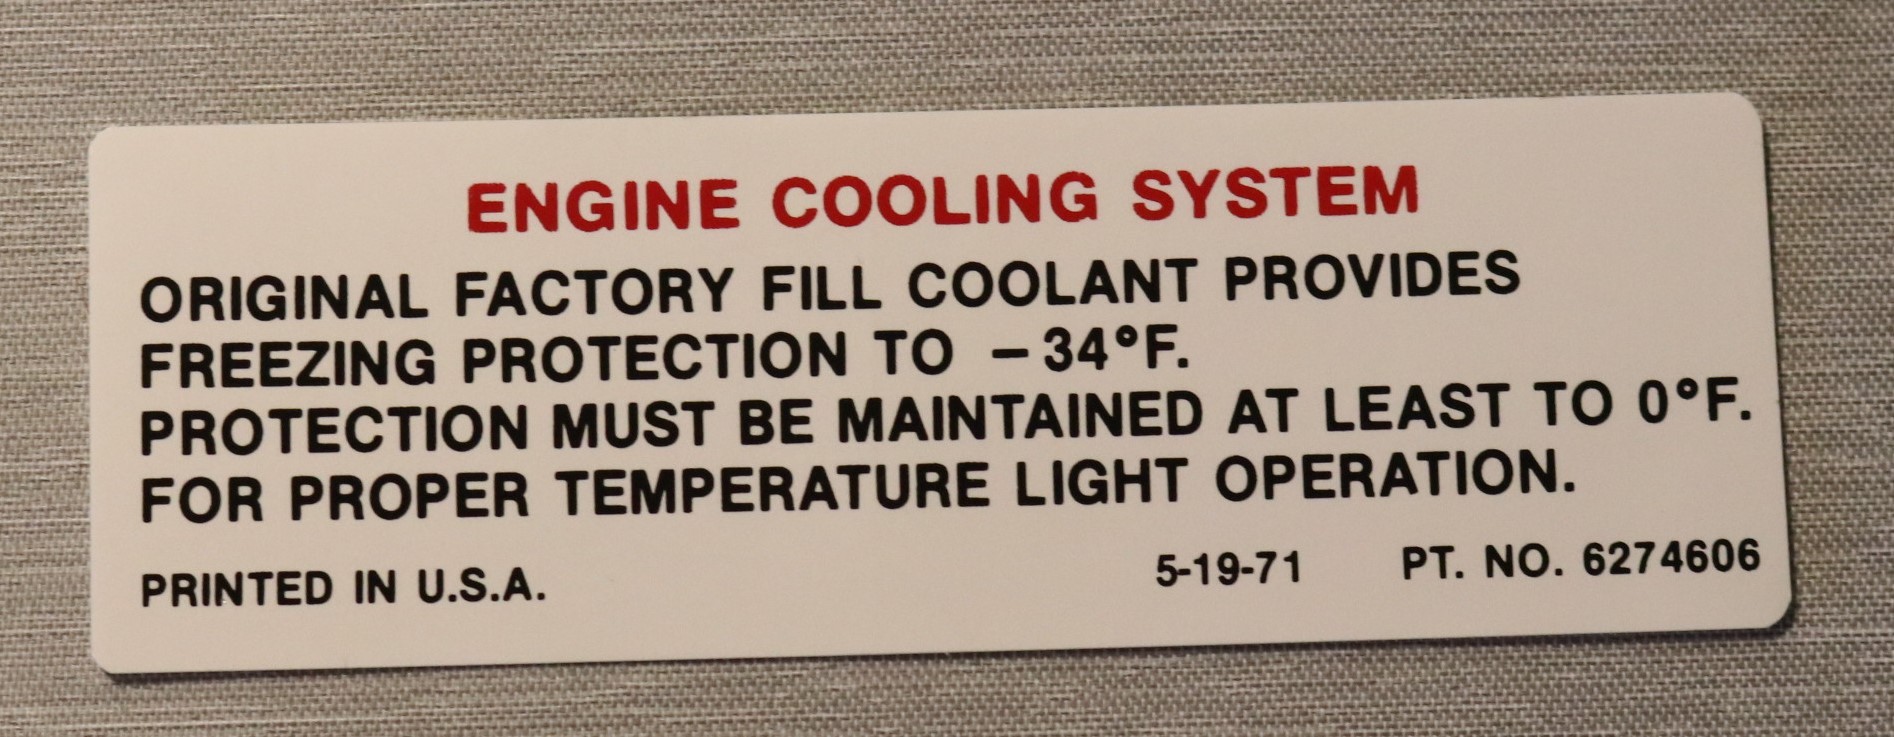 ENGINE COOLING SYSTEM
ORIGINAL FACTORY FILL COOLANT PROVIDES
FREEZING PROTECTION TO –34°F.
PROTECTION MUST BE MAINTAINED AT LEAST TO 0°F.
FOR PROPER TEMPERATURE LIGHT OPERATION.
PRINTED IN U.S.A. 5-19-71 PT. NO. 6274606